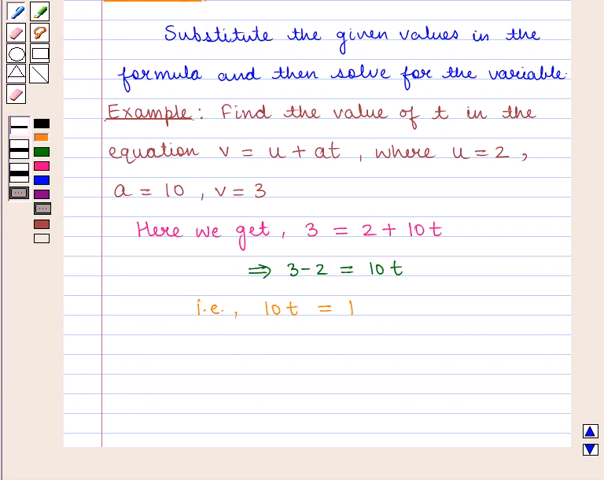 Substitute the given values in the
formula and then solve for the variable.
Example: Find the value of t in the
equation v = u + at, where u = 2,
a = 10, v = 3
Here we get, 3 = 2 + 10t
⇒ 3-2 = 10t
i.e., 10t = 1